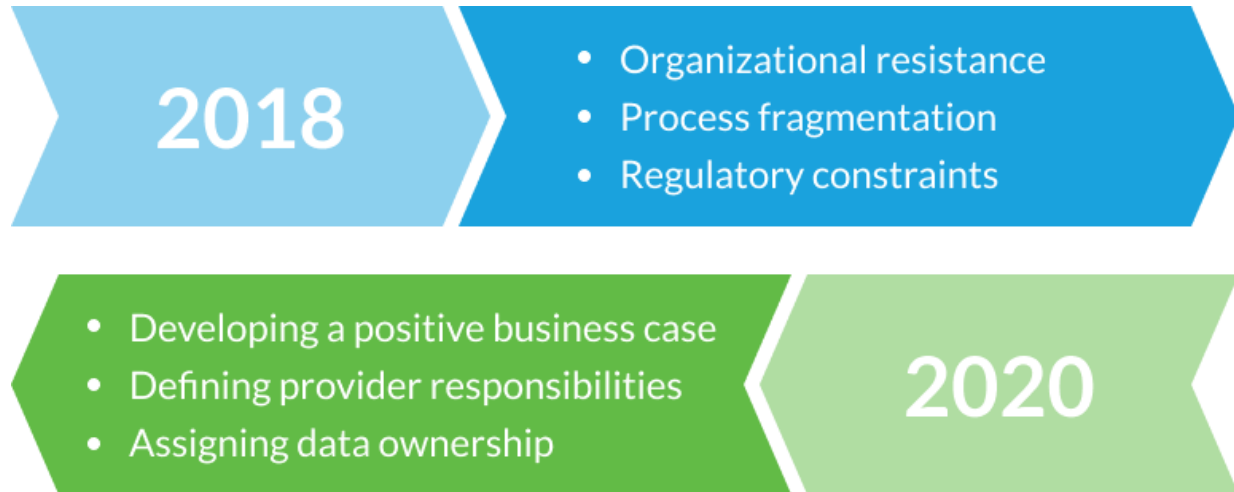 2018
• Organizational resistance
• Process fragmentation
• Regulatory constraints
• Developing a positive business case
• Defining provider responsibilities
• Assigning data ownership
2020